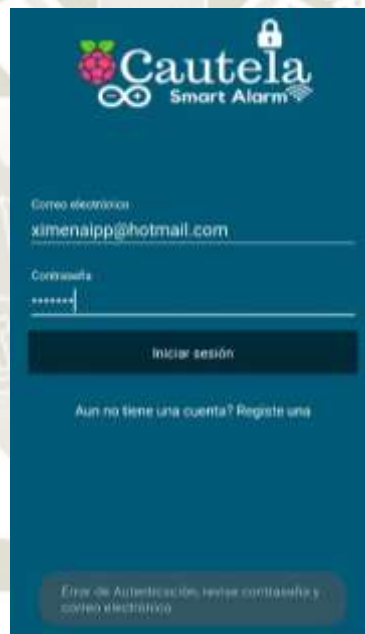 Cautela
Smart Alarm
Correo electrónico
ximenaipp@hotmail.com
Contraseña
•••••••
Iniciar sesión
Aun no tiene una cuenta? Registe una
Error de Autenticación, revise contraseña y
correo electrónico